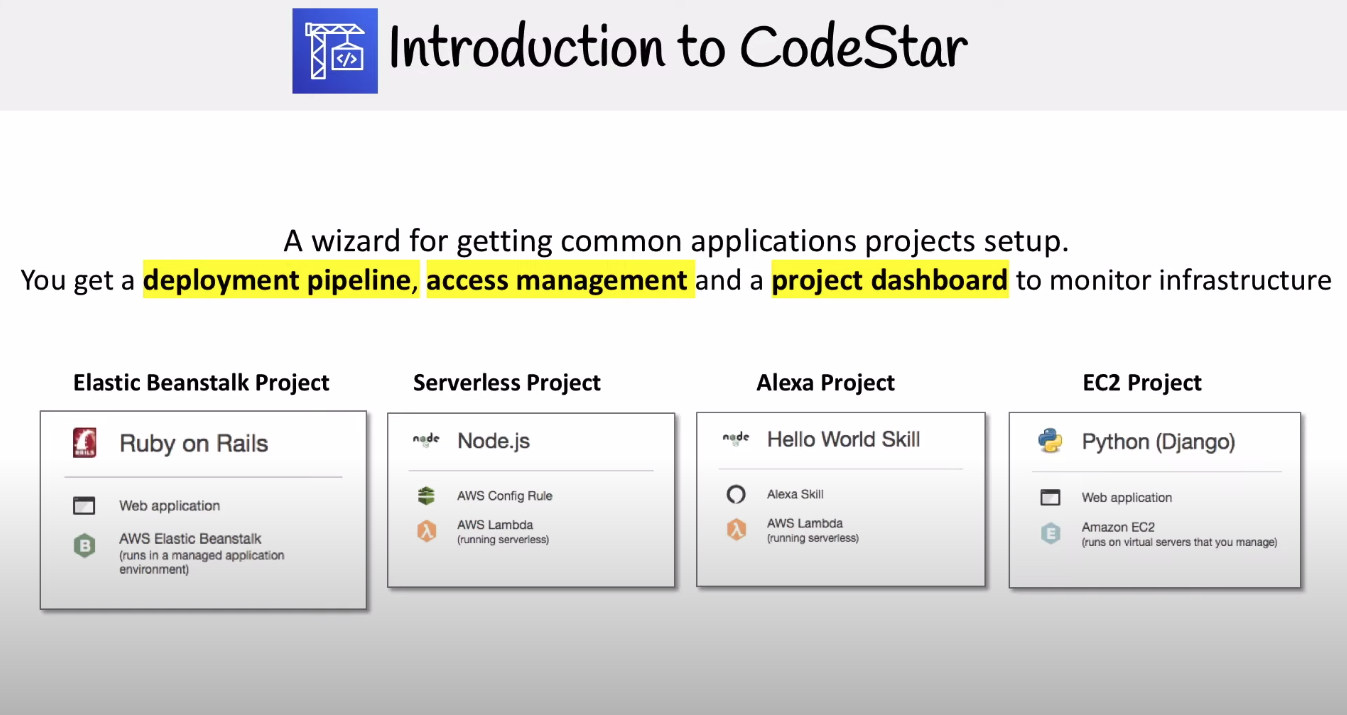 Introduction to CodeStar
A wizard for getting common applications projects setup.
You get a deployment pipeline, access management and a project dashboard to monitor infrastructure
Elastic Beanstalk Project
Ruby on Rails
RAILS
Web application
B
AWS Elastic Beanstalk
(runs in a managed application
environment)
Serverless Project
node
Node.js
AWS Config Rule
AWS Lambda
(running serverless)
Alexa Project
node
Hello World Skill
Alexa Skill
AWS Lambda
(running serverless)
EC2 Project
Python (Django)
Web application
E
Amazon EC2
(runs on virtual servers that you manage)